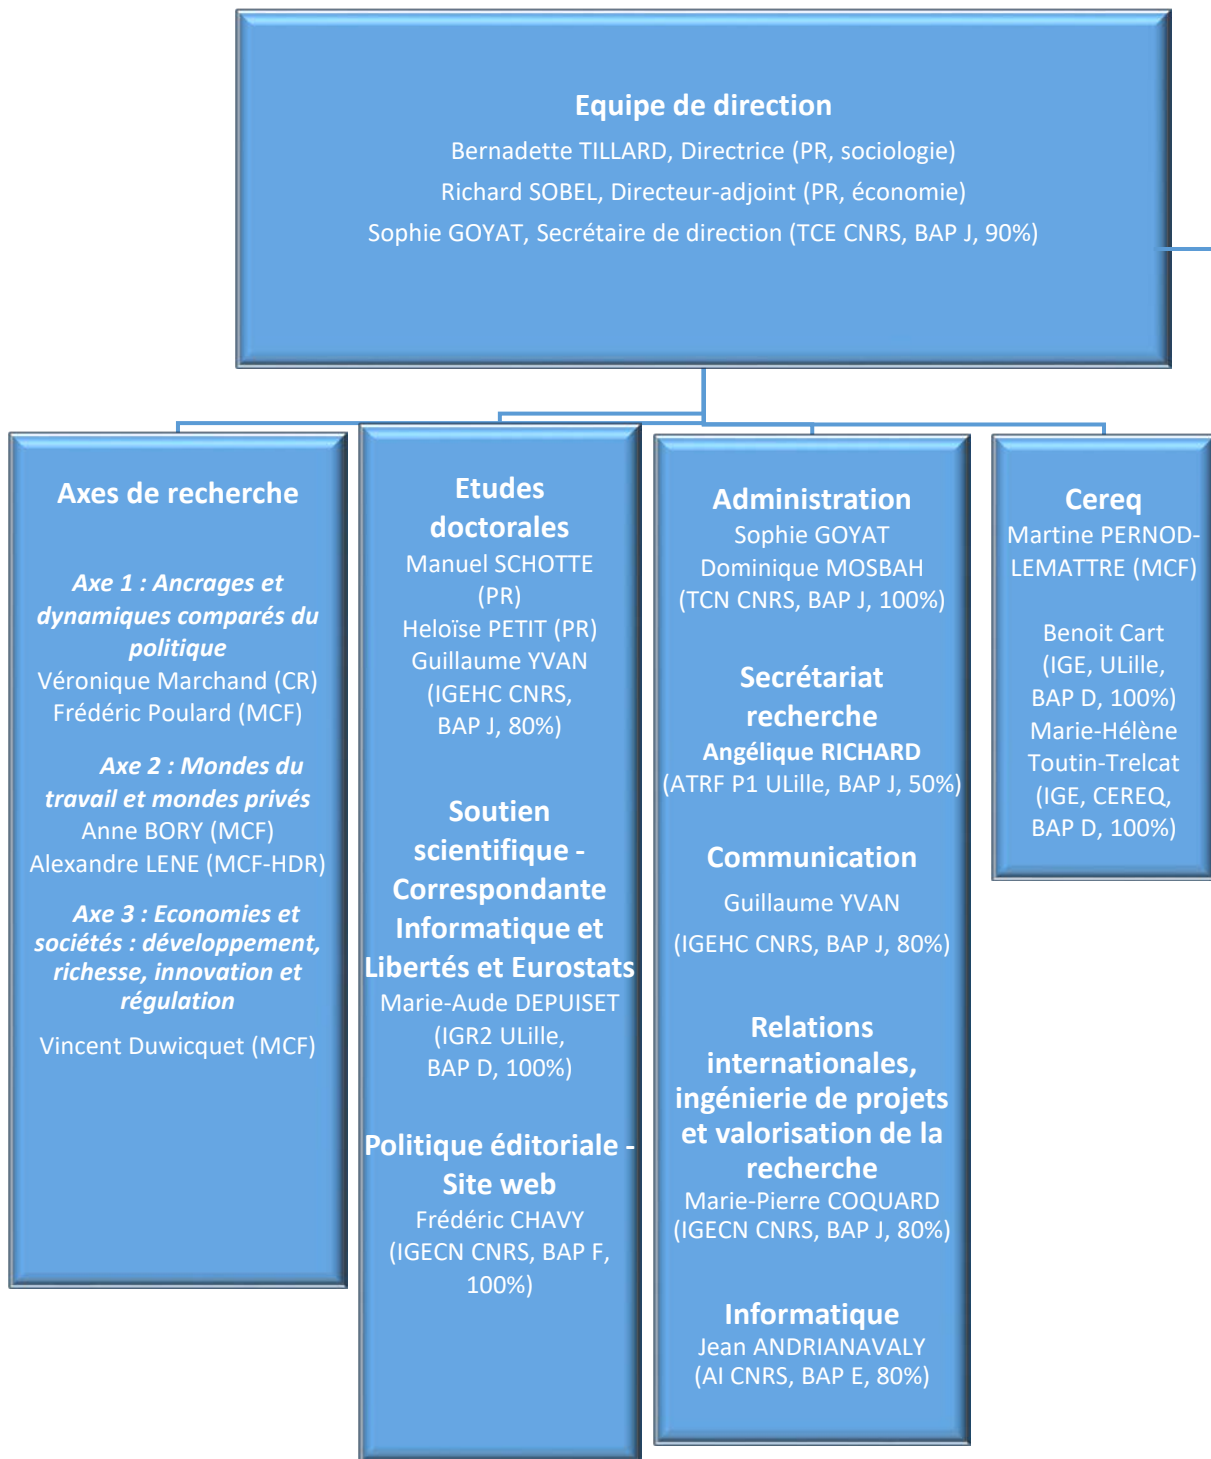 Equipe de direction
Bernadette TILLARD, Directrice (PR, sociologie)
Richard SOBEL, Directeur-adjoint (PR, économie)
Sophie GOYAT, Secrétaire de direction (TCE CNRS, BAP J, 90%)
Axes de recherche
Axe 1 : Ancrages et
dynamiques comparés du
politique
Véronique Marchand (CR)
Frédéric Poulard (MCF)
Axe 2 : Mondes du
travail et mondes privés
Anne BORY (MCF)
Alexandre LENE (MCF-HDR)
Axe 3 : Economies et
sociétés : développement,
richesse, innovation et
régulation
Vincent Duwicquet (MCF)
Etudes
doctorales
Manuel SCHOTTE
(PR)
Heloïse PETIT (PR)
Guillaume YVAN
(IGEHC CNRS,
BAP J, 80%)
Soutien
scientifique -
Correspondante
Informatique et
Libertés et Eurostats
Marie-Aude DEPUISET
(IGR2 ULille,
BAP D, 100%)
Politique éditoriale -
Site web
Frédéric CHAVY
(IGECN CNRS, BAP F,
100%)
Administration
Sophie GOYAT
Dominique MOSBAH
(TCN CNRS, BAP J, 100%)
Secrétariat
recherche
Angélique RICHARD
(ATRF P1 ULille, BAP J, 50%)
Communication
Guillaume YVAN
(IGEHC CNRS, BAP J, 80%)
Relations
internationales,
ingénierie de projets
et valorisation de la
recherche
Marie-Pierre COQUARD
(IGECN CNRS, BAP J, 80%)
Informatique
Jean ANDRIANAVALY
(AI CNRS, BAP E, 80%)
Cereq
Martine PERNOD-
LEMATTRE (MCF)
Benoit Cart
(IGE, ULille,
BAP D, 100%)
Marie-Hélène
Toutin-Trelcat
(IGE, CEREQ,
BAP D, 100%)